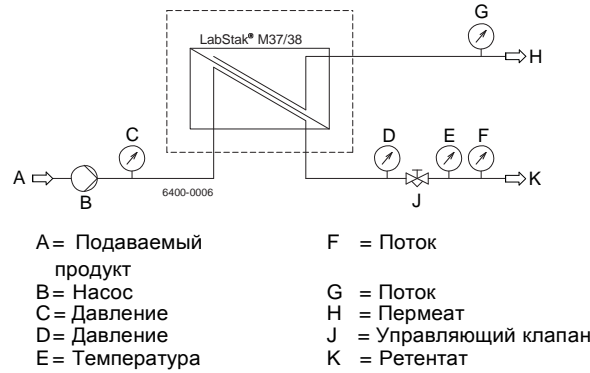 G
LabStak® M37/38
H
C
D
E
F
A
K
B
6400-0006
J
A = Подаваемый
продукт
B = Насос
C = Давление
D = Давление
E = Температура
F = Поток
G = Поток
H = Пермеат
J = Управляющий клапан
K = Ретентат